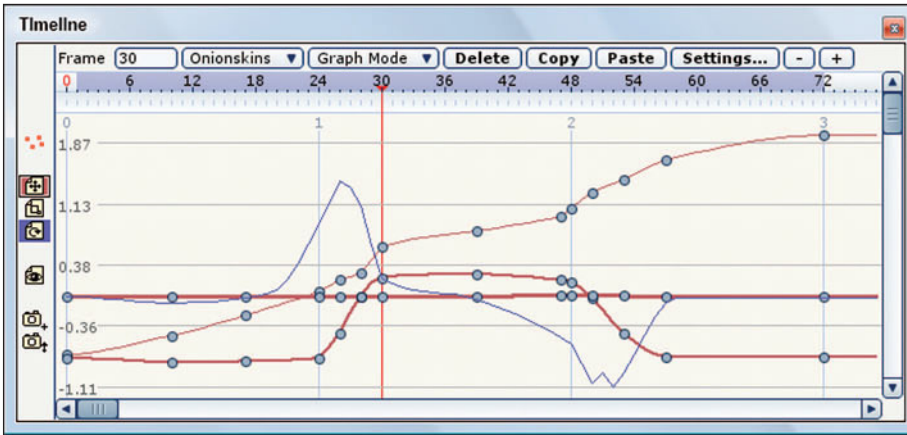 TImelIne
Frame 30 Onionskins Graph Mode Delete Copy Paste Settings... - +
0 6 12 18 24 30 36 42 48 54 60 66 72
0 1 2 3
1.87
1.13
0.38
-0.36
-1.11